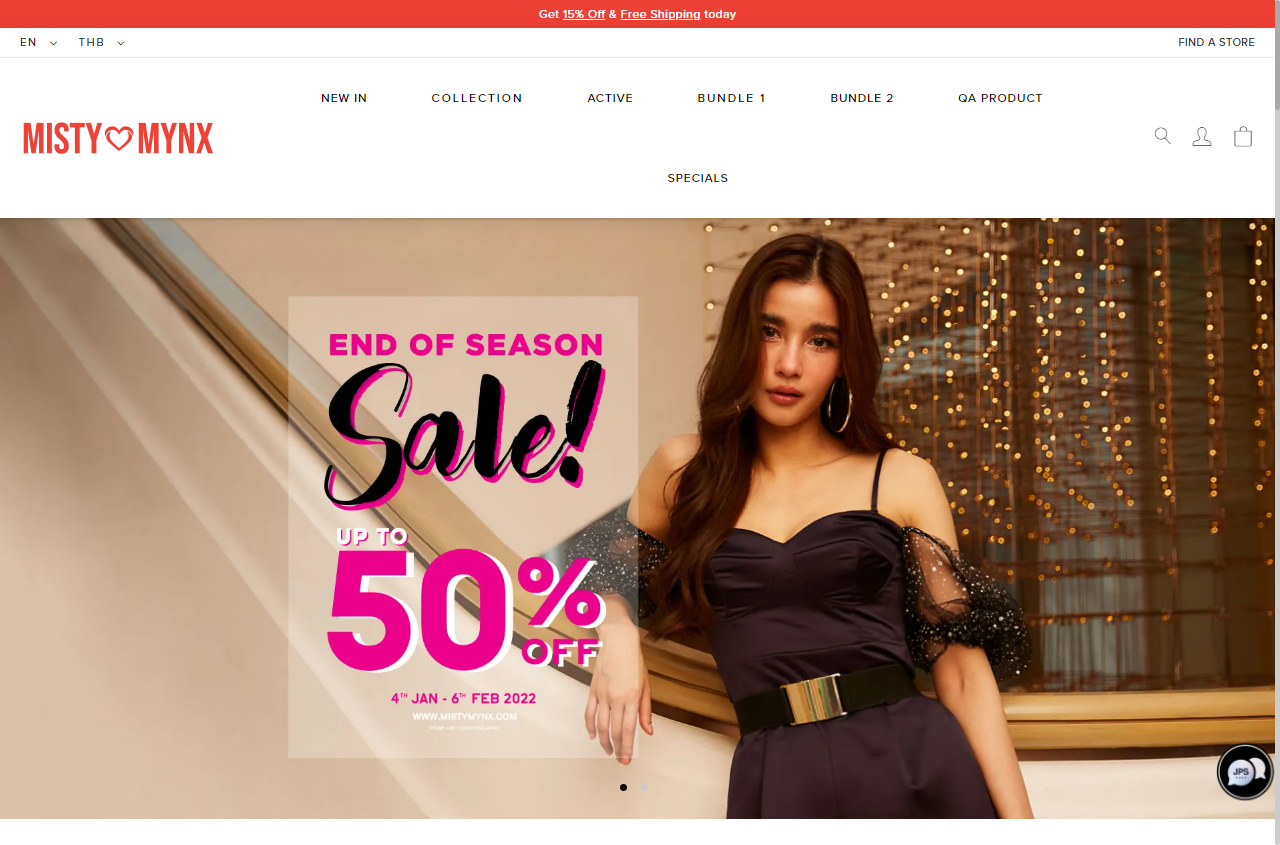 Get 15% Off & Free Shipping today
EN THB FIND A STORE
NEW IN COLLECTION ACTIVE BUNDLE 1 BUNDLE 2 QA PRODUCT
MISTY MYNX
SPECIALS
END OF SEASON
Sale!
UP TO
50%
OFF
4TH JAN - 6TH FEB 2022
WWW.MISTYMYNX.COM
JPS